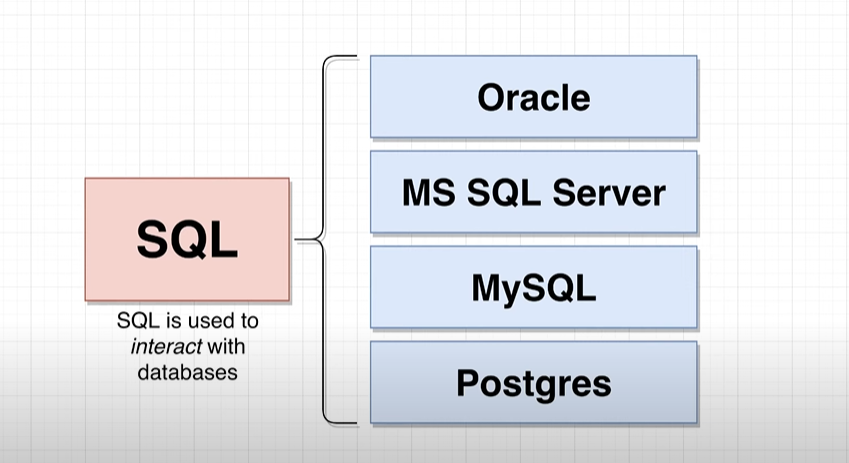 SQL
SQL is used to
interact with
databases
Oracle
MS SQL Server
MySQL
Postgres